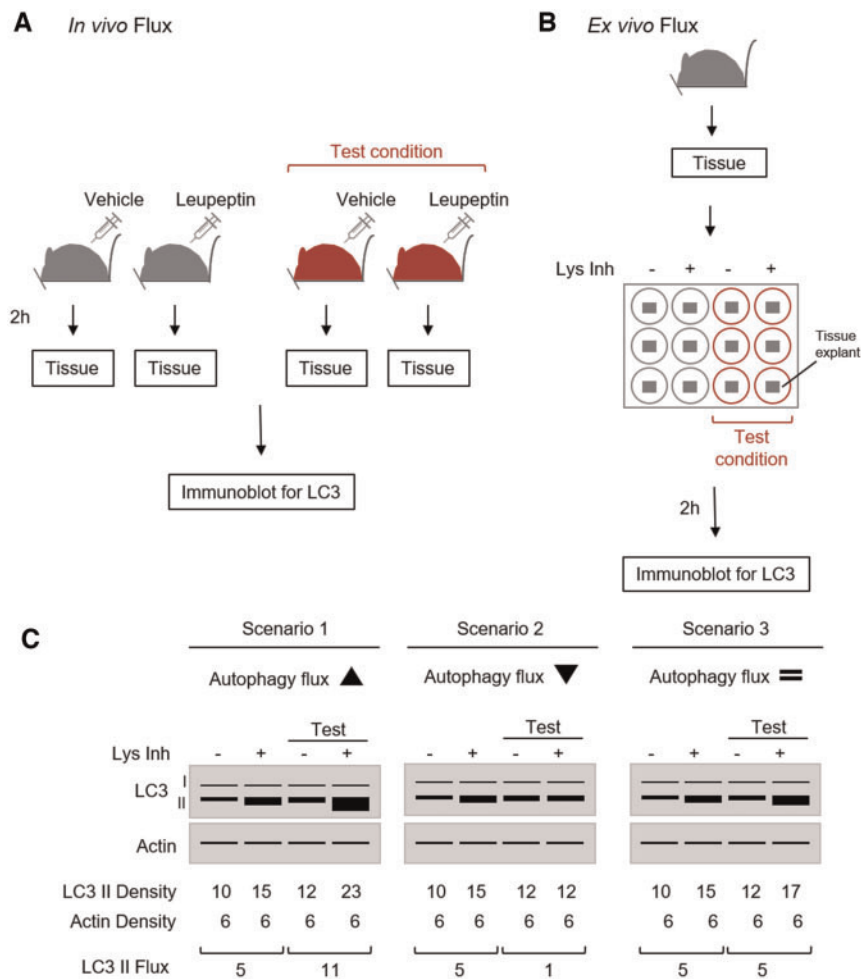 A In vivo Flux
Test condition
Vehicle Leupeptin Vehicle Leupeptin
2h
Tissue Tissue Tissue Tissue
Immunoblot for LC3
B Ex vivo Flux
Tissue
Lys Inh - + - +
Tissue
explant
Test
condition
2h
Immunoblot for LC3
C
Scenario 1 Scenario 2 Scenario 3
Autophagy flux ▲ Autophagy flux ▼ Autophagy flux =
Test Test Test
Lys Inh - + - + - + - + - + - +
LC3 I
II
Actin
LC3 II Density 10 15 12 23 10 15 12 12 10 15 12 17
Actin Density 6 6 6 6 6 6 6 6 6 6 6 6
LC3 II Flux 5 11 5 1 5 5